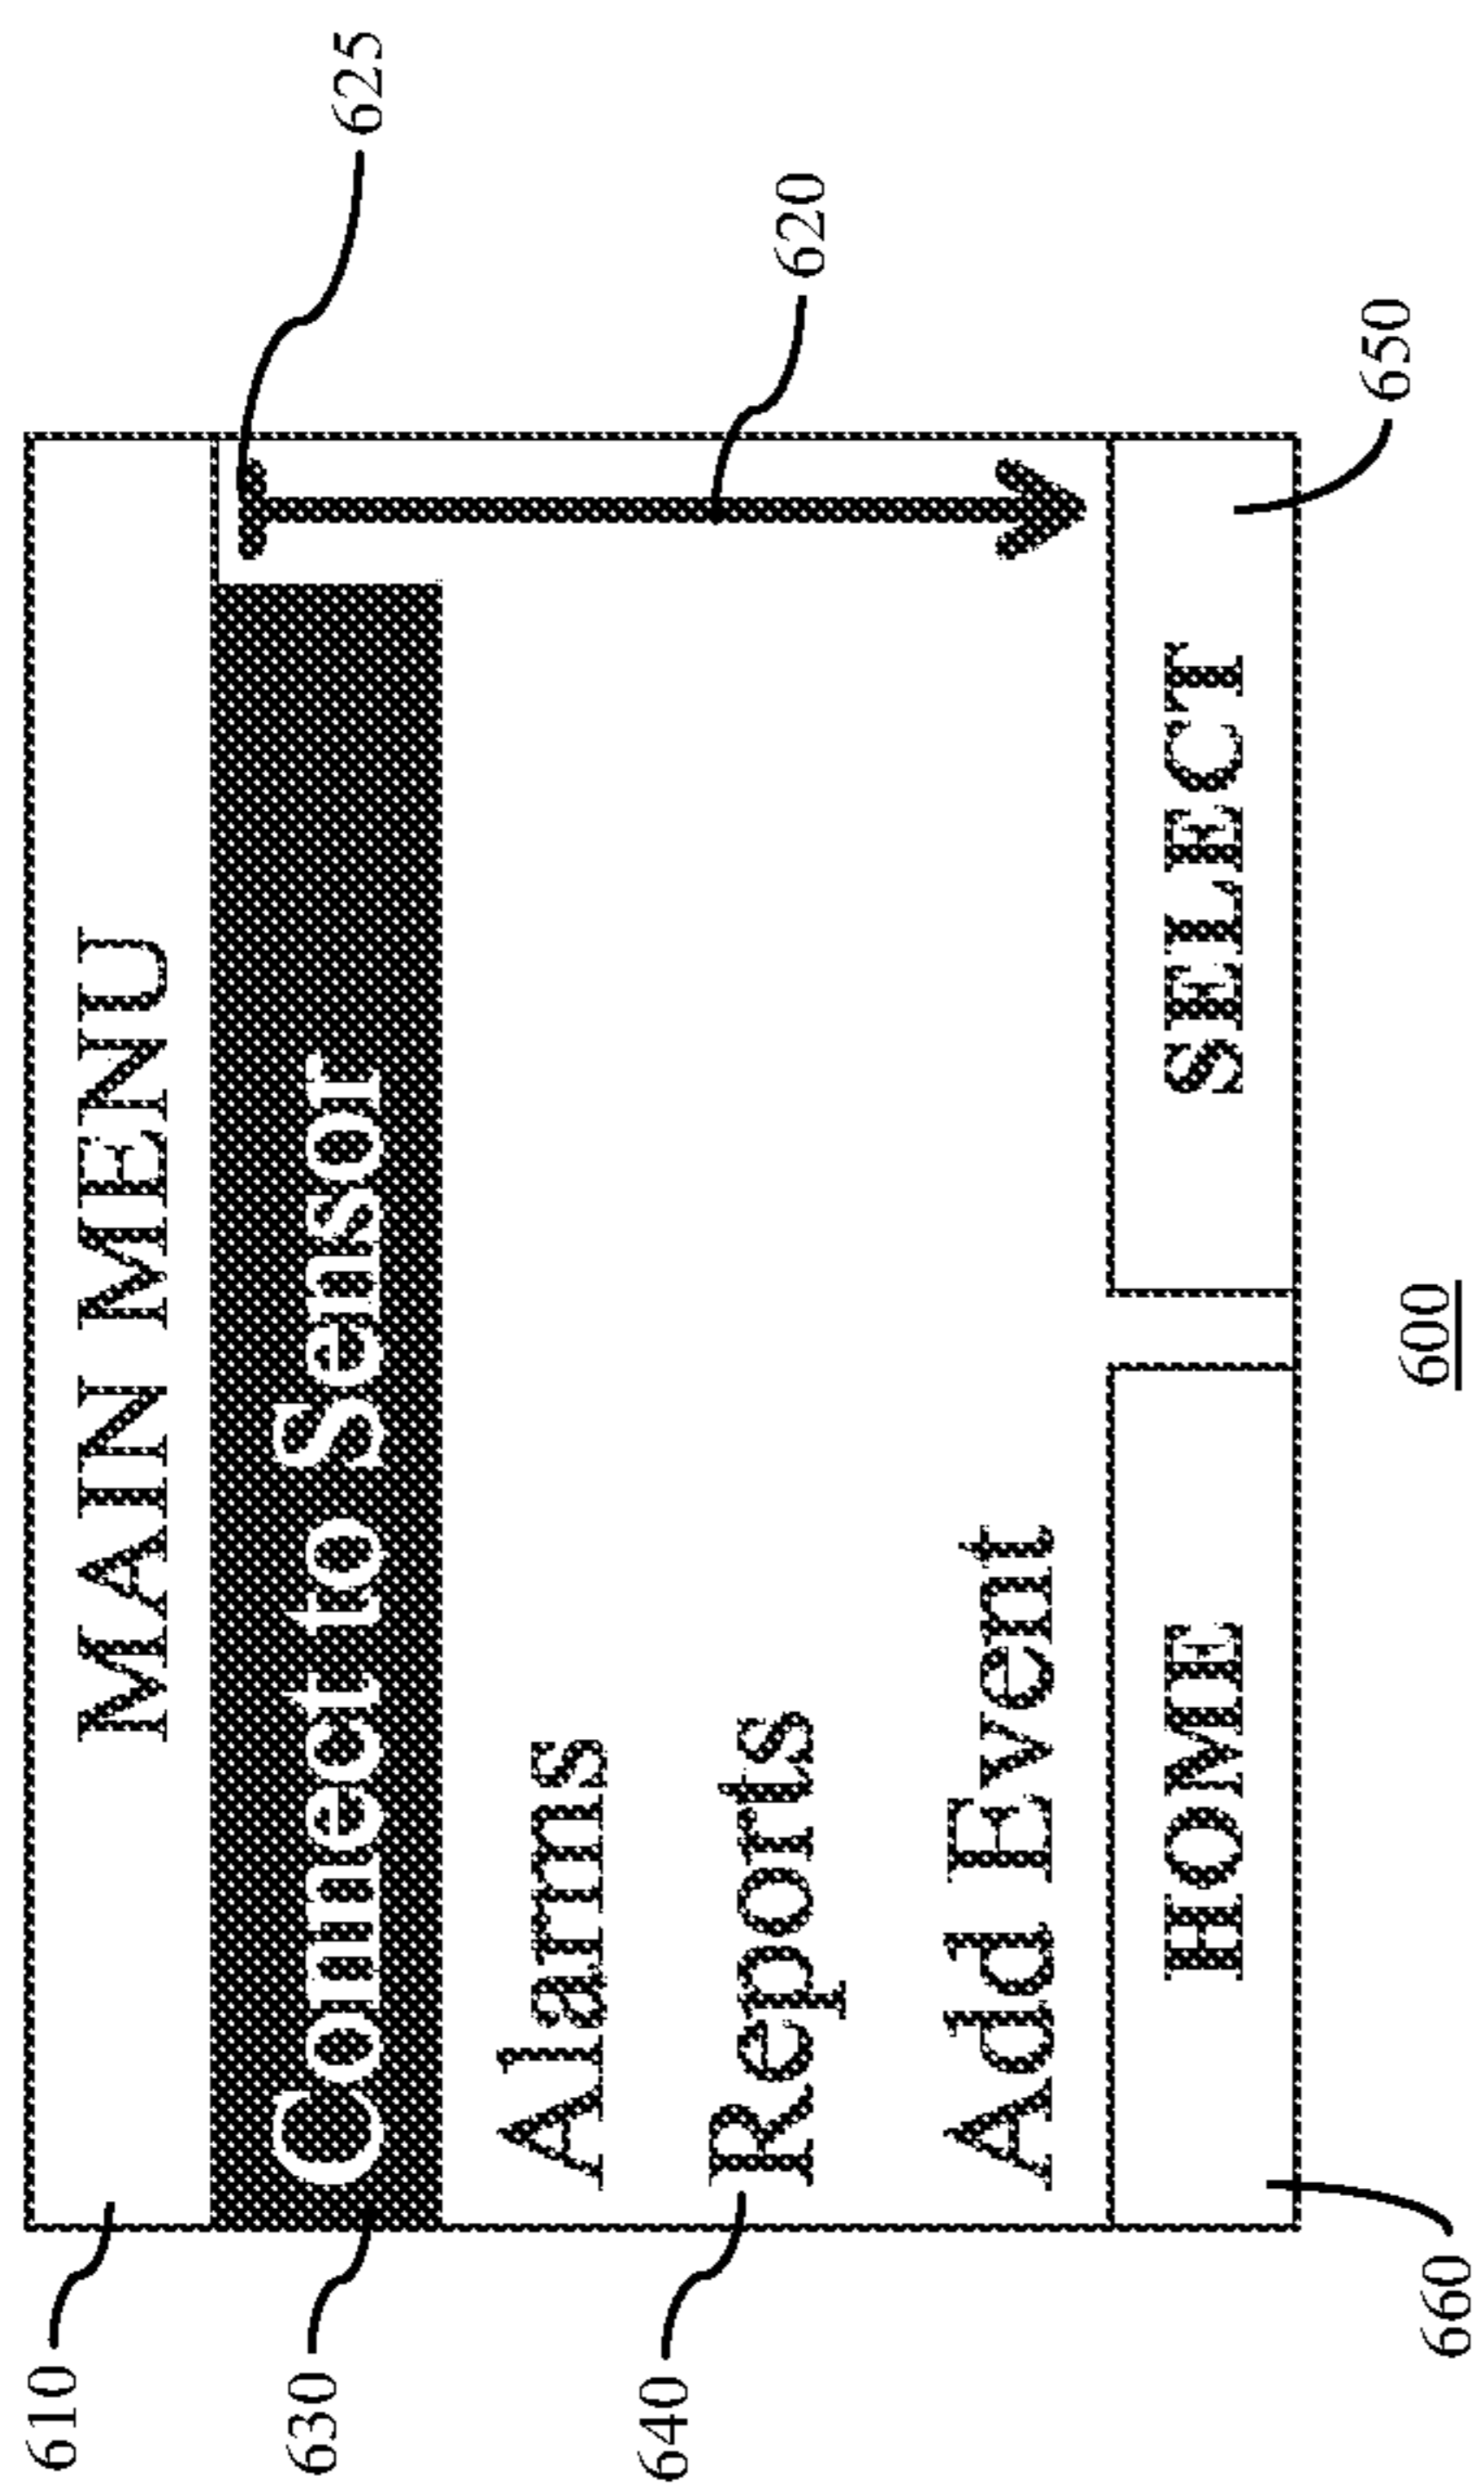 610
MAIN MENU
625
630
Connect to Sensor
Alarms
620
640
Reports
Add Event
HOME
SELECT
650
660
600